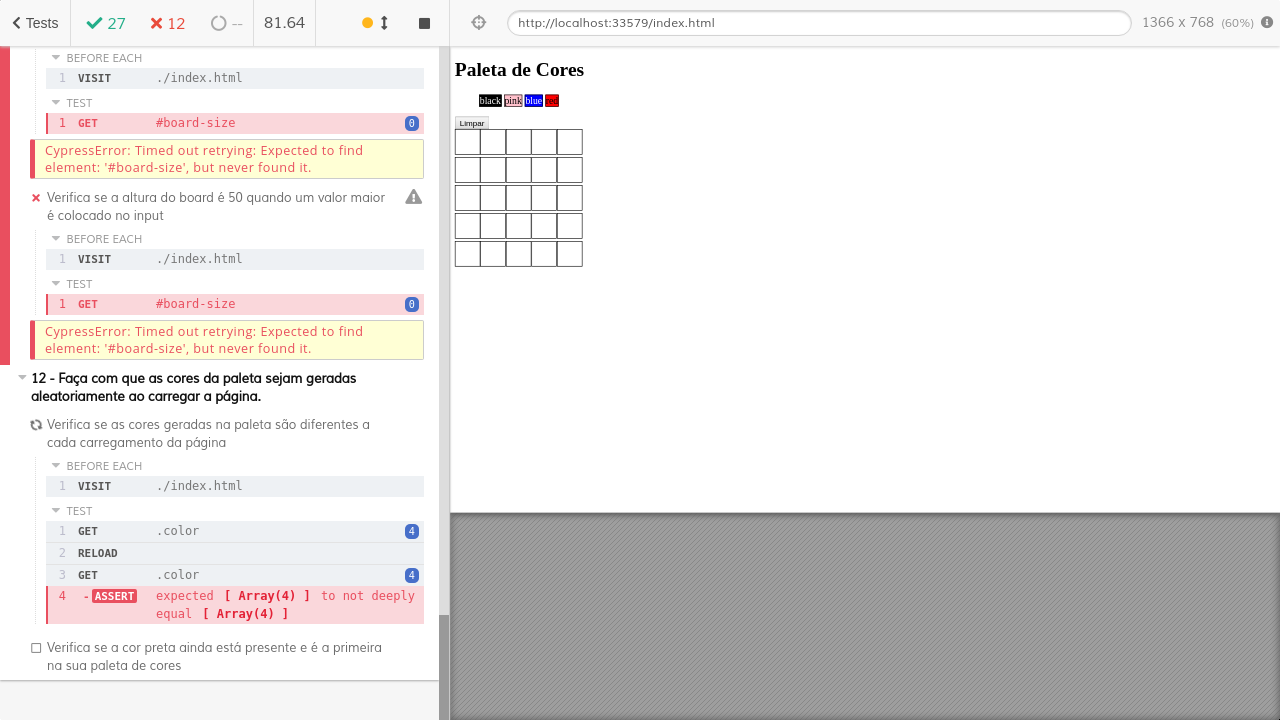 Tests
27
12
--
81.64
http://localhost:33579/index.html
1366 x 768 (60%)
BEFORE EACH
1 VISIT ./index.html
TEST
1 GET #board-size 0
CypressError: Timed out retrying: Expected to find
element: '#board-size', but never found it.
Verifica se a altura do board é 50 quando um valor maior
é colocado no input
BEFORE EACH
1 VISIT ./index.html
TEST
1 GET #board-size 0
CypressError: Timed out retrying: Expected to find
element: '#board-size', but never found it.
12 - Faça com que as cores da paleta sejam geradas
aleatoriamente ao carregar a página.
Verifica se as cores geradas na paleta são diferentes a
cada carregamento da página
BEFORE EACH
1 VISIT ./index.html
TEST
1 GET .color 4
2 RELOAD
3 GET .color 4
4 -ASSERT expected [ Array(4) ] to not deeply
equal [ Array(4) ]
Verifica se a cor preta ainda está presente e é a primeira
na sua paleta de cores
Paleta de Cores
black pink blue red
Limpar